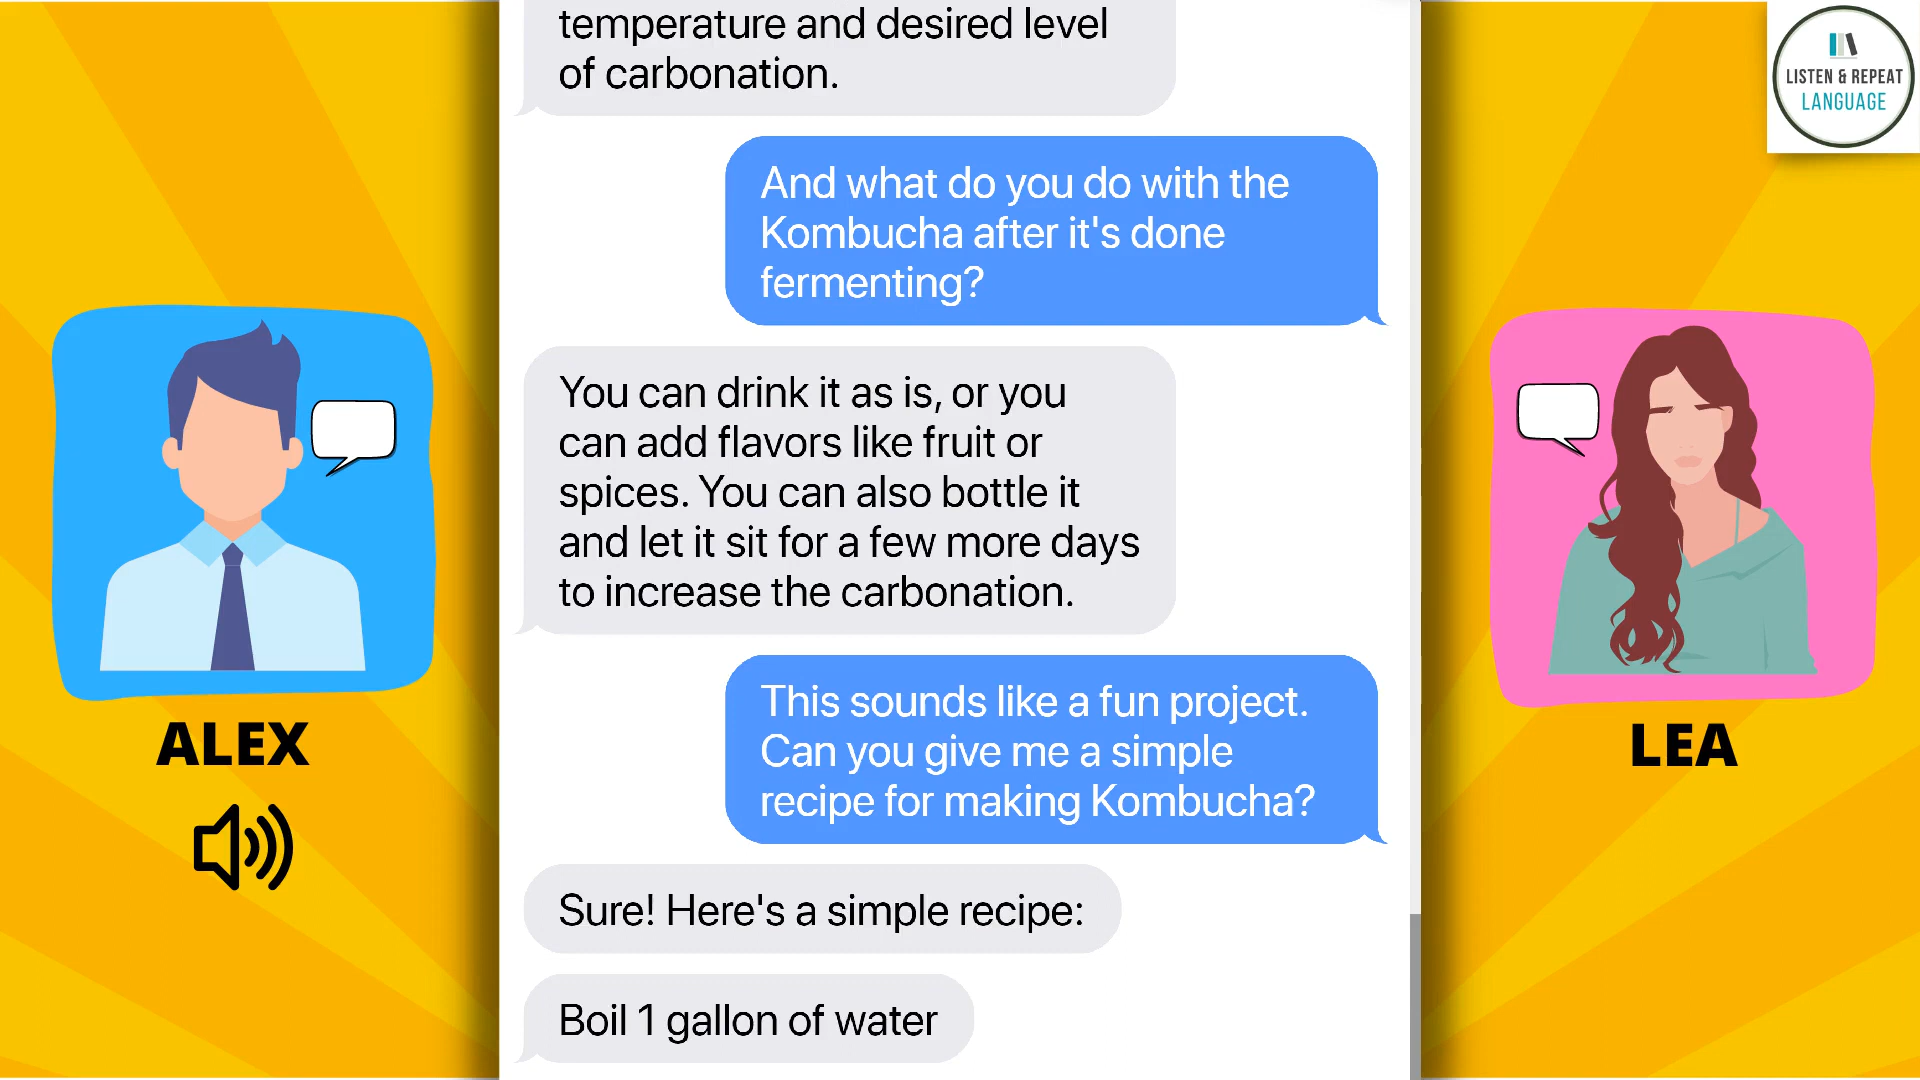 temperature and desired level
of carbonation.
And what do you do with the
Kombucha after it's done
fermenting?
You can drink it as is, or you
can add flavors like fruit or
spices. You can also bottle it
and let it sit for a few more days
to increase the carbonation.
This sounds like a fun project.
Can you give me a simple
recipe for making Kombucha?
Sure! Here's a simple recipe:
Boil 1 gallon of water
ALEX
LEA
LISTEN & REPEAT
LANGUAGE